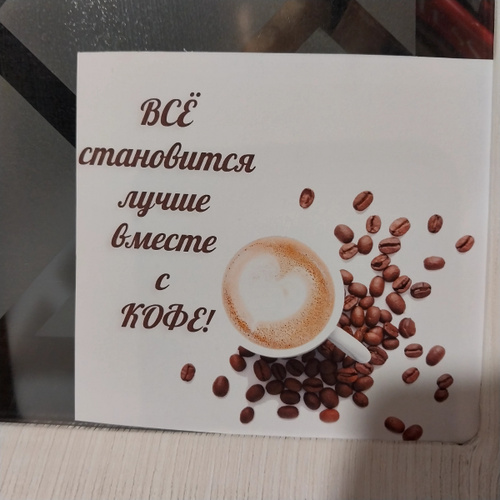 ВСЁ
становится
лучше
вместе
с
КОФЕ!